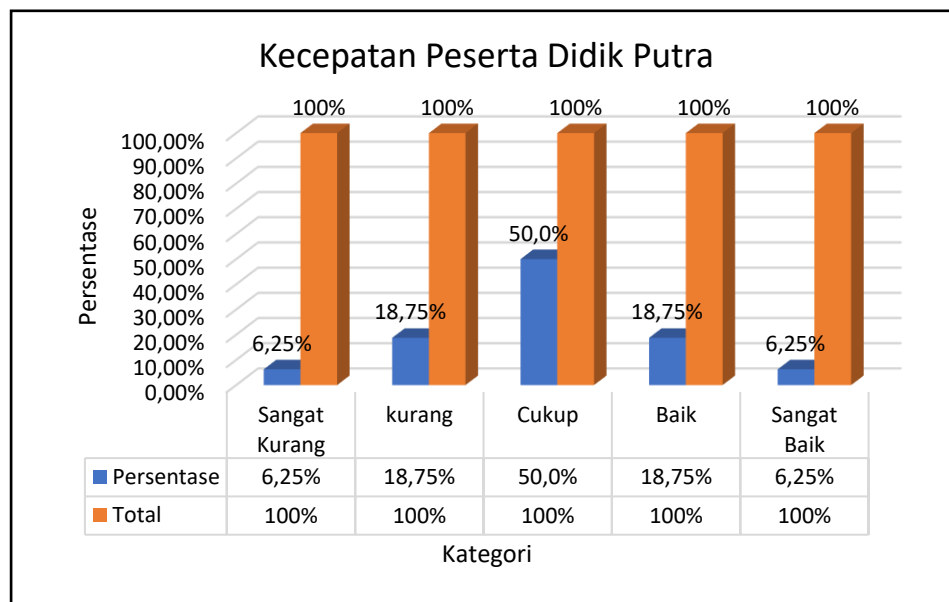 Kecepatan Peserta Didik Putra
100% 100% 100% 100% 100%
100,00%
90,00%
80,00%
70,00%
60,00%
50,00%
40,00%
30,00%
20,00%
10,00%
0,00%
Persentase
6,25% 18,75% 50,0% 18,75% 6,25%
Sangat Kurang kurang Cukup Baik Sangat Baik
Persentase 6,25% 18,75% 50,0% 18,75% 6,25%
Total 100% 100% 100% 100% 100%
Kategori